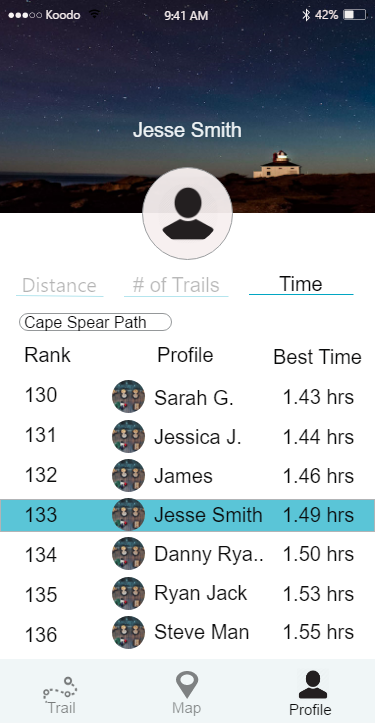 Koodo 9:41 AM 42%
Jesse Smith
Distance # of Trails Time
Cape Spear Path
Rank Profile Best Time
130 Sarah G. 1.43 hrs
131 Jessica J. 1.44 hrs
132 James 1.46 hrs
133 Jesse Smith 1.49 hrs
134 Danny Rya.. 1.50 hrs
135 Ryan Jack 1.53 hrs
136 Steve Man 1.55 hrs
Trail Map Profile